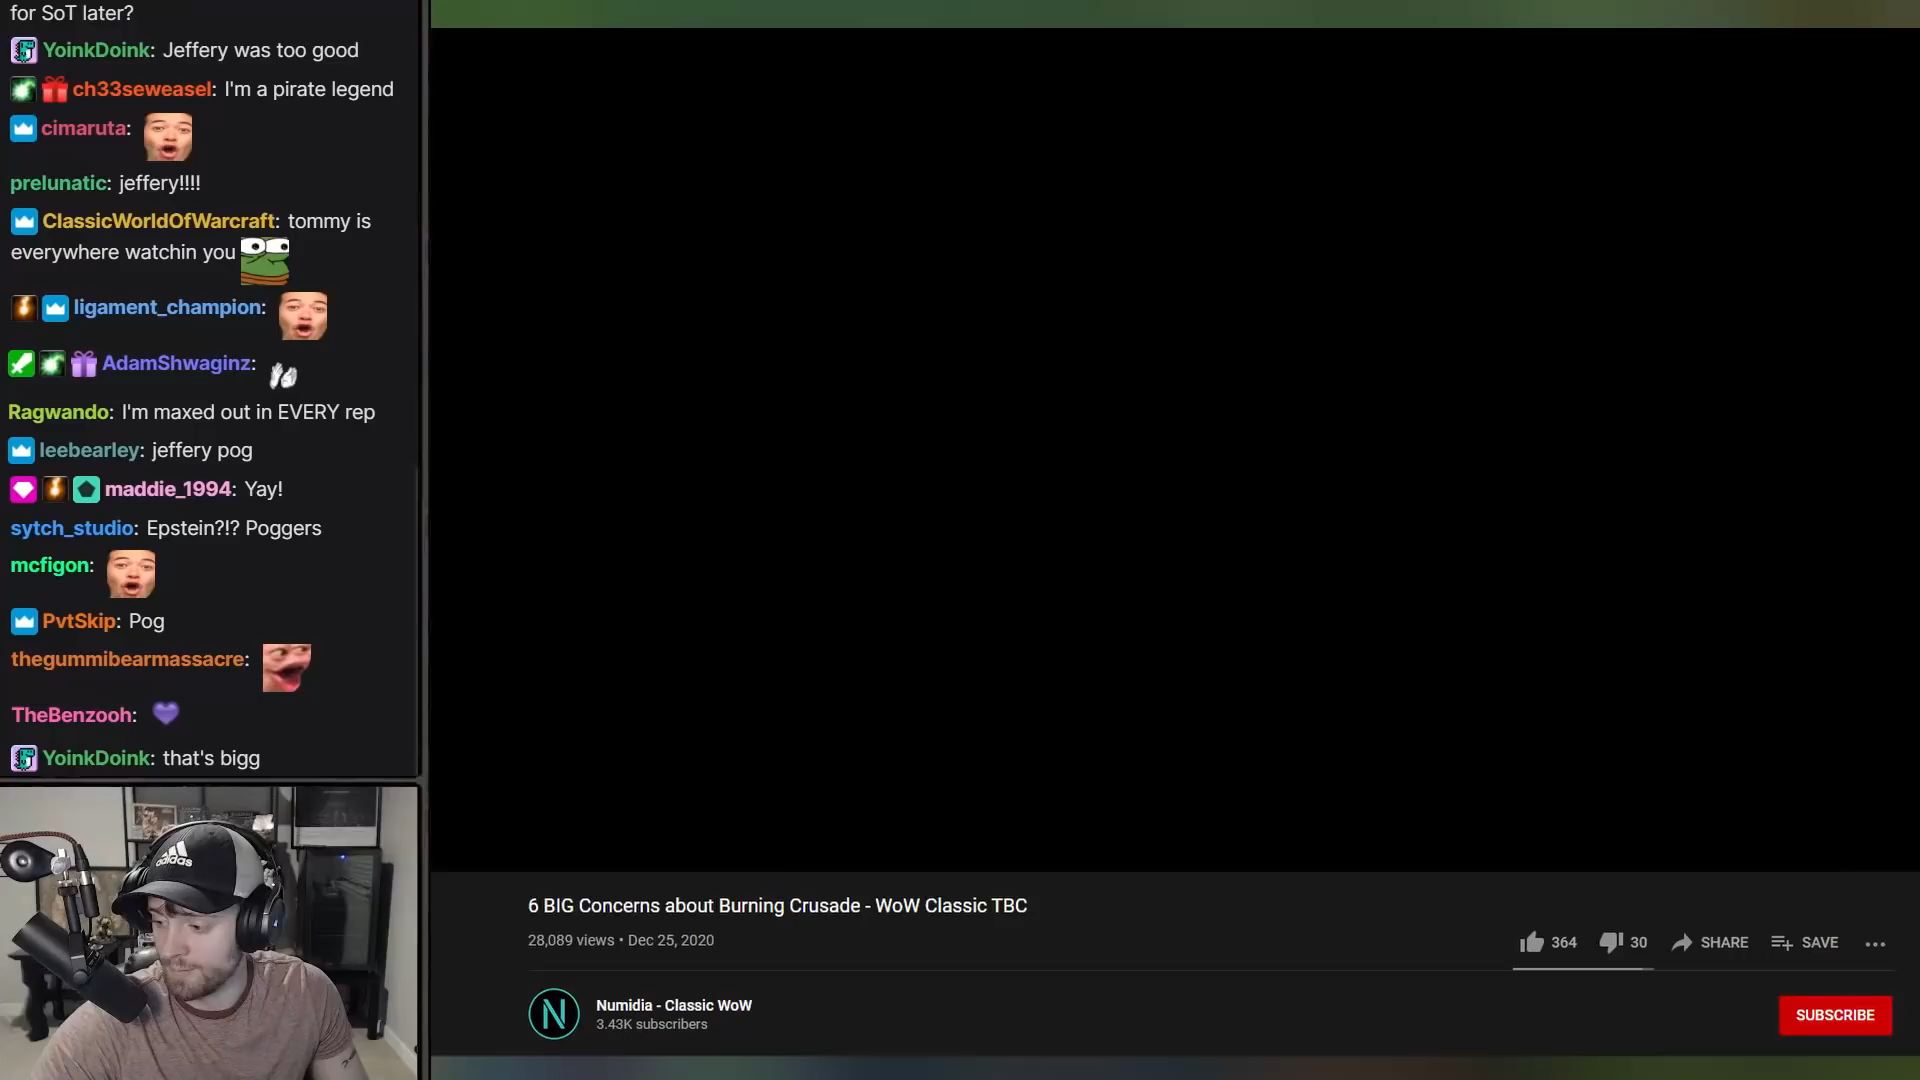 for SoT later?
YoinkDoink: Jeffery was too good
ch33seweasel: I'm a pirate legend
cimaruta:
prelunatic: jeffery!!!!
ClassicWorldOfWarcraft: tommy is
everywhere watchin you
ligament_champion:
AdamShwaginz:
Ragwando: I'm maxed out in EVERY rep
leebearley: jeffery pog
maddie_1994: Yay!
sytch_studio: Epstein?!? Poggers
mcfigon:
PvtSkip: Pog
thegummibearmassacre:
TheBenzooh:
YoinkDoink: that's bigg
adidas
6 BIG Concerns about Burning Crusade - WoW Classic TBC
28,089 views • Dec 25, 2020
364
30
SHARE
SAVE
N
Numidia - Classic WoW
3.43K subscribers
SUBSCRIBE